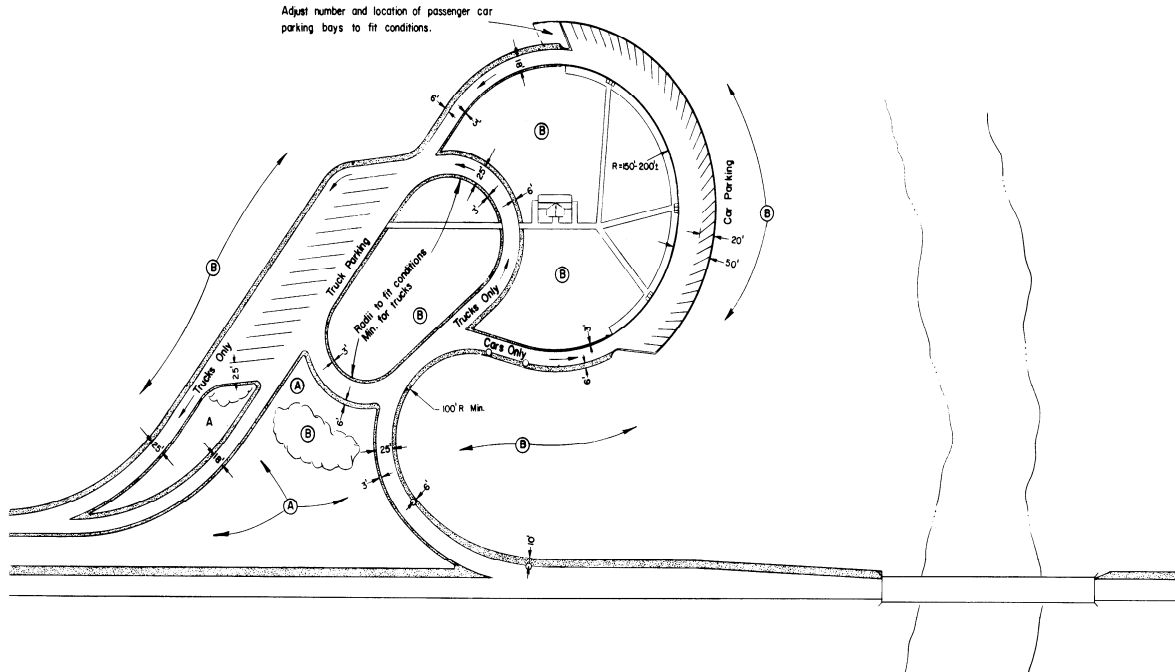 Adjust number and location of passenger car
parking bays to fit conditions.
18'
6'
3'
B
R=150'-200'±
Car Parking
B
25'
3'
6'
20'
50'
B
Truck Parking
Radii to fit conditions
Min. for trucks
B
B
Trucks Only
Cars Only
3'
6'
Trucks Only
25'
3'
A
6'
100' R Min.
A
B
25'
18'
25'
B
3'
6'
A
10'